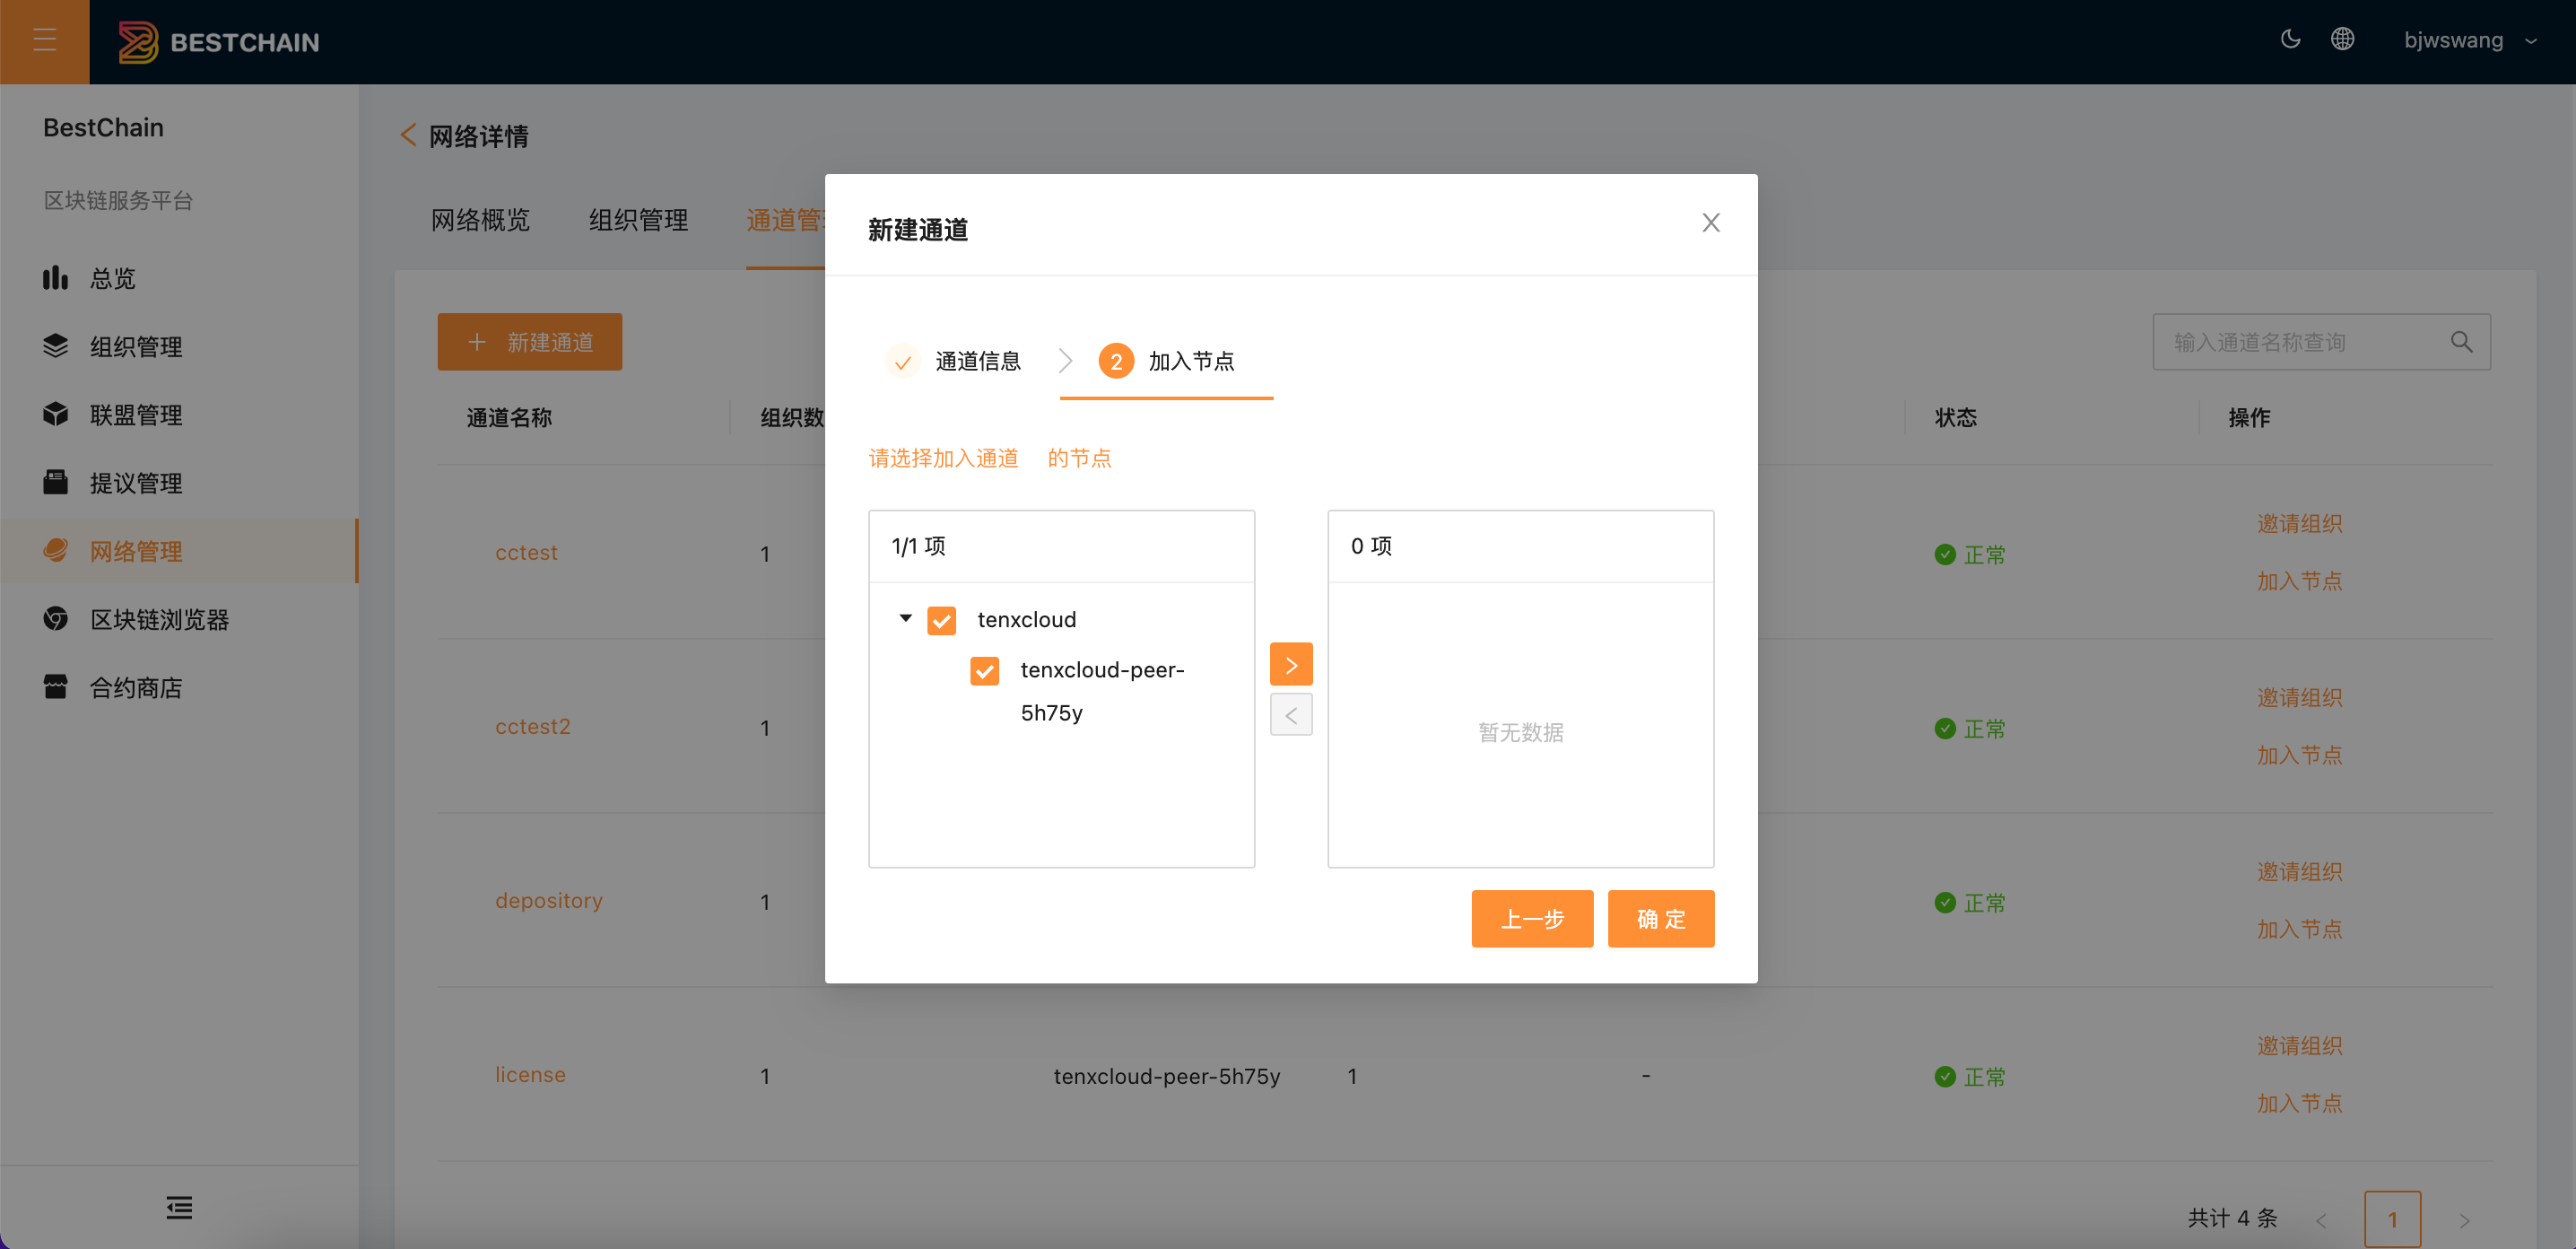 BESTCHAIN
bjwswang
BestChain
区块链服务平台
总览
组织管理
联盟管理
提议管理
网络管理
区块链浏览器
合约商店
网络详情
网络概览 组织管理 通道管
+ 新建通道
输入通道名称查询
通道名称 组织数 状态 操作
cctest 1 正常 邀请组织
加入节点
cctest2 1 正常 邀请组织
加入节点
depository 1 正常 邀请组织
加入节点
license 1 tenxcloud-peer-5h75y 1 - 正常 邀请组织
加入节点
共计 4 条 < 1 >
新建通道
通道信息 2 加入节点
请选择加入通道 的节点
1/1 项
tenxcloud
tenxcloud-peer-
5h75y
0 项
暂无数据
上一步 确 定